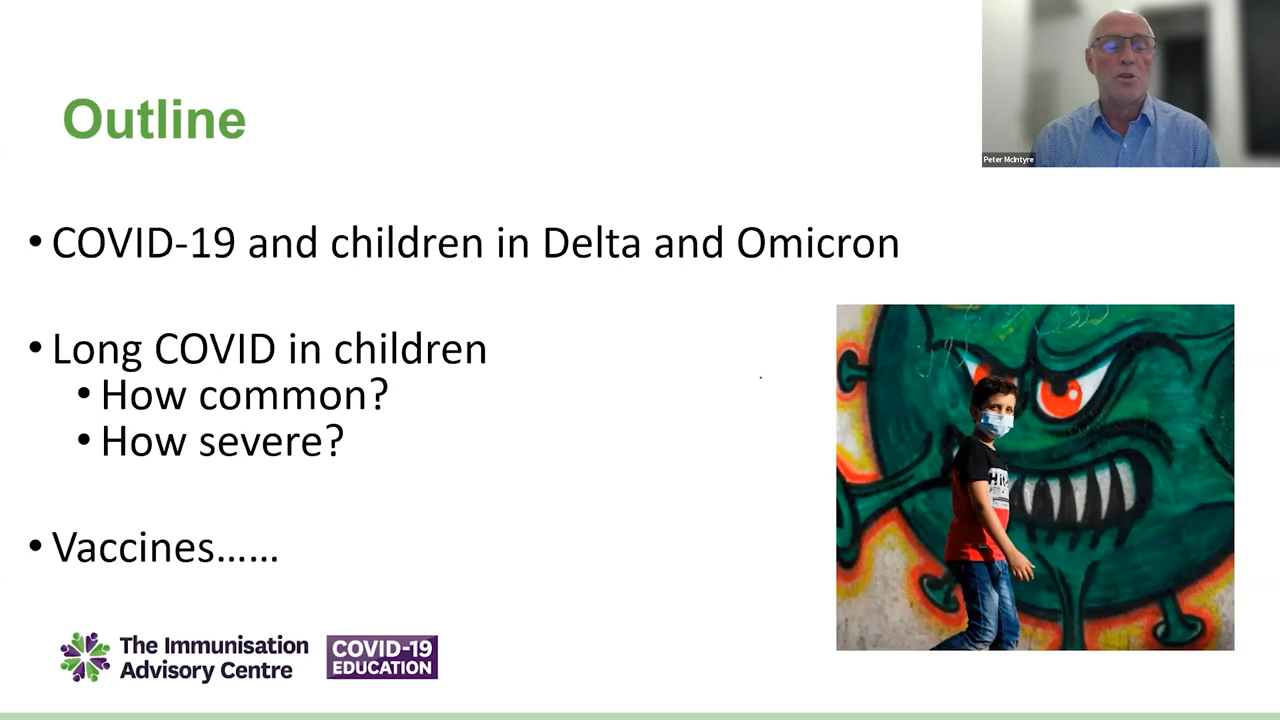 Outline
Peter McIntyre
• COVID-19 and children in Delta and Omicron
• Long COVID in children
• How common?
• How severe?
• Vaccines......
The Immunisation
Advisory Centre
COVID-19
EDUCATION